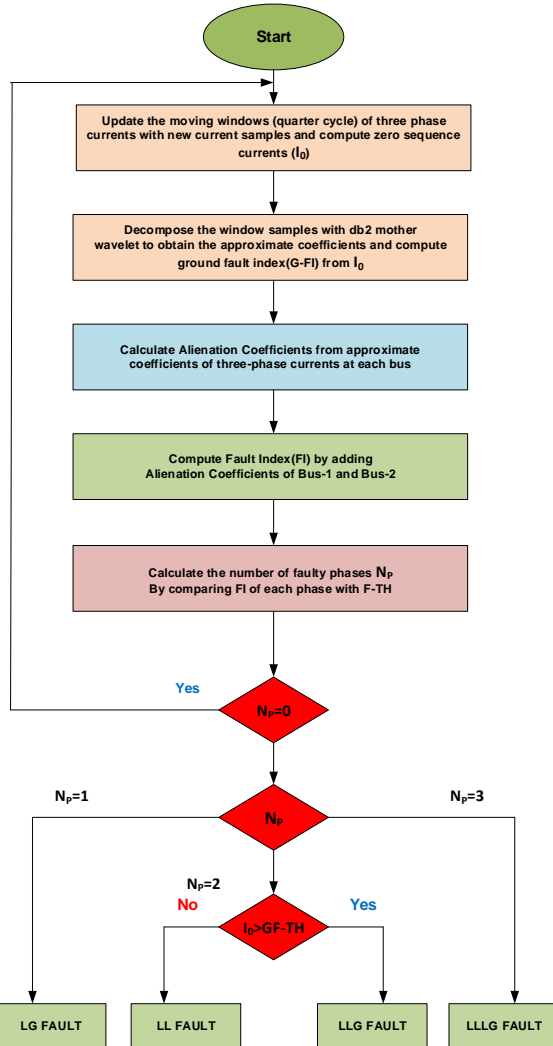 Start
Update the moving windows (quarter cycle) of three phase
currents with new current samples and compute zero sequence
currents (I₀)
Decompose the window samples with db2 mother
wavelet to obtain the approximate coefficients and compute
ground fault index(G-FI) from I₀
Calculate Alienation Coefficients from approximate
coefficients of three-phase currents at each bus
Compute Fault Index(FI) by adding
Alienation Coefficients of Bus-1 and Bus-2
Calculate the number of faulty phases Nₚ
By comparing FI of each phase with F-TH
Yes
Nₚ=0
Nₚ=1
Nₚ=3
Nₚ
Nₚ=2
No
Yes
I₀>GF-TH
LG FAULT
LL FAULT
LLG FAULT
LLLG FAULT